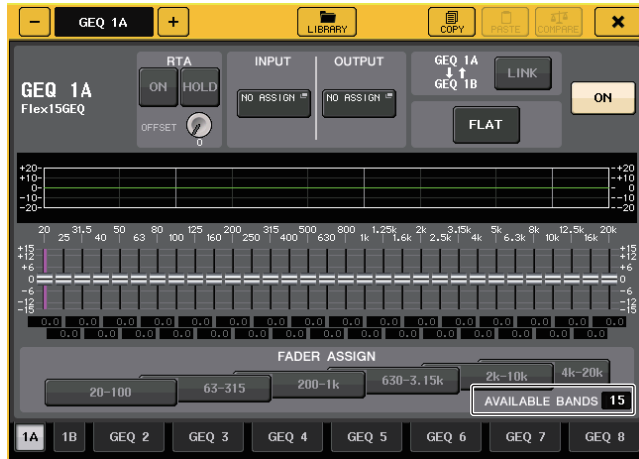 − GEQ 1A + LIBRARY COPY PASTE COMPARE ×
GEQ 1A
Flex15GEQ
RTA
ON HOLD
OFFSET
0
INPUT
NO ASSIGN
OUTPUT
NO ASSIGN
GEQ 1A
↓↑
GEQ 1B
LINK
FLAT
ON
+20 +20
+10 +10
0 0
−10 −10
−20 −20
20 31.5 50 80 125 200 315 500 800 1.25k 2k 3.15k 5k 8k 12.5k 20k
25 40 63 100 160 250 400 630 1k 1.6k 2.5k 4k 6.3k 10k 16k
+15 +15
+12 +12
+6 +6
0 0
−6 −6
−12 −12
−15 −15
0.0 0.0 0.0 0.0 0.0 0.0 0.0 0.0 0.0 0.0 0.0 0.0 0.0 0.0 0.0 0.0
0.0 0.0 0.0 0.0 0.0 0.0 0.0 0.0 0.0 0.0 0.0 0.0 0.0 0.0 0.0
FADER ASSIGN
20−100 63−315 200−1k 630−3.15k 2k−10k 4k−20k
AVAILABLE BANDS 15
1A 1B GEQ 2 GEQ 3 GEQ 4 GEQ 5 GEQ 6 GEQ 7 GEQ 8